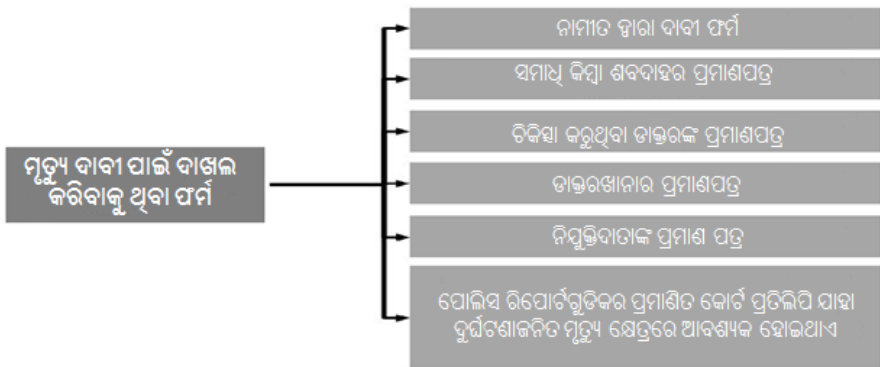 ମୃତ୍ୟୁ ଦାବୀ ପାଇଁ ଦାଖଲ
କରିବାକୁ ଥିବା ଫର୍ମ
ନାମୀତ ଦ୍ୱାରା ଦାବୀ ଫର୍ମ
ସମାଧି କିମ୍ବା ଶବଦାହର ପ୍ରମାଣପତ୍ର
ଚିକିତ୍ସା କରୁଥିବା ଡାକ୍ତରଙ୍କ ପ୍ରମାଣପତ୍ର
ଡାକ୍ତରଖାନାର ପ୍ରମାଣପତ୍ର
ନିଯୁକ୍ତିଦାତାଙ୍କ ପ୍ରମାଣ ପତ୍ର
ପୋଲିସ ରିପୋର୍ଟଗୁଡିକର ପ୍ରମାଣିତ କୋର୍ଟ ପ୍ରତିଲିପି ଯାହା
ଦୁର୍ଘଟଣାଜନିତ ମୃତ୍ୟୁ କ୍ଷେତ୍ରରେ ଆବଶ୍ୟକ ହୋଇଥାଏ